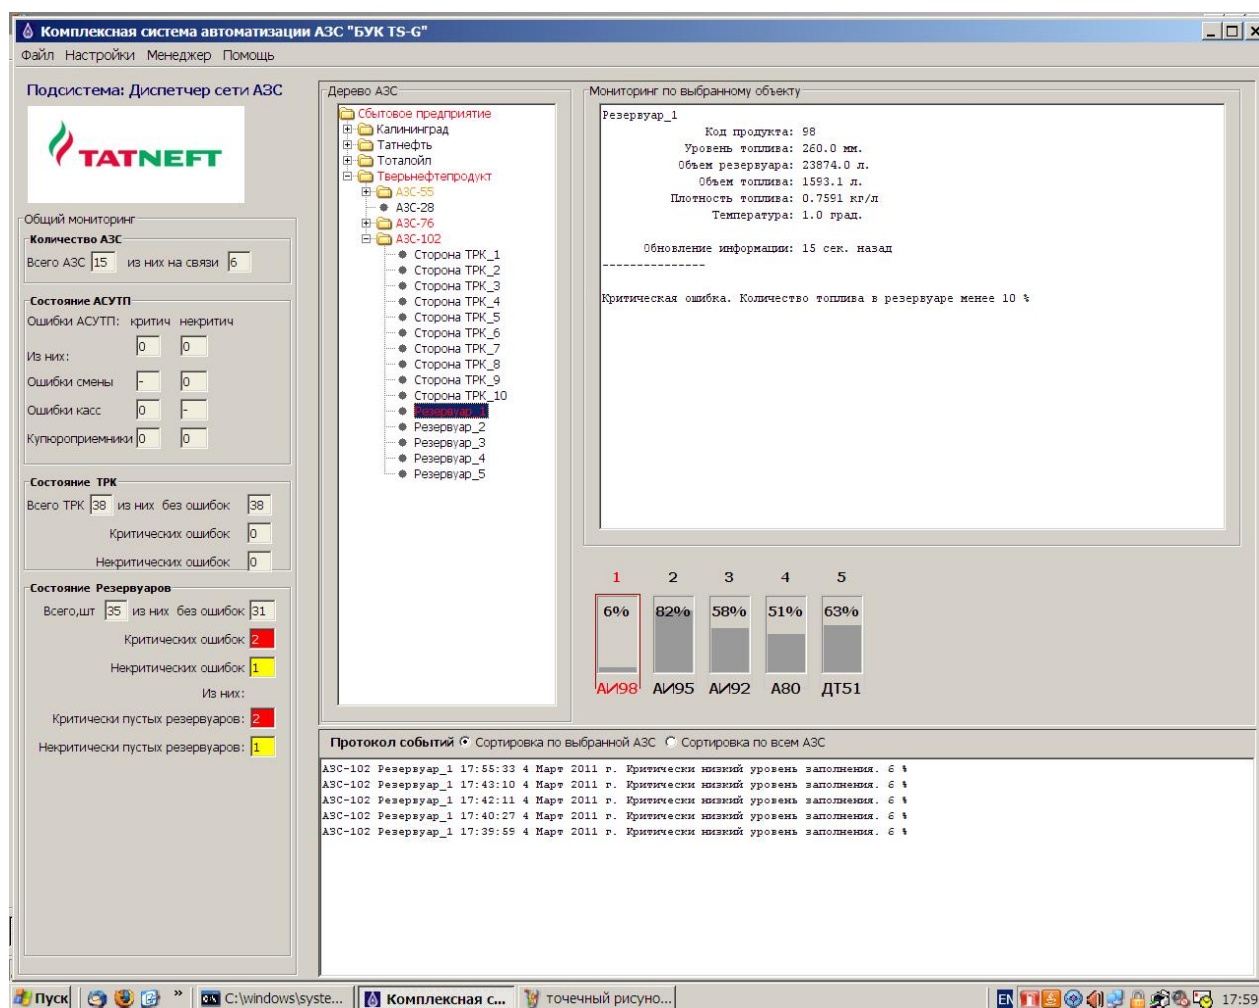 Комплексная система автоматизации АЗС "БУК TS-G"
Файл Настройки Менеджер Помощь
Подсистема: Диспетчер сети АЗС
TATNEFT
Общий мониторинг
Количество АЗС
Всего АЗС 15 из них на связи 6
Состояние АСУТП
Ошибки АСУТП: критич некритич
0 0
Из них:
Ошибки смены - 0
Ошибки касс 0 -
Купюроприемники 0 0
Состояние ТРК
Всего ТРК 38 из них без ошибок 38
Критических ошибок 0
Некритических ошибок 0
Состояние Резервуаров
Всего,шт 35 из них без ошибок 31
Критических ошибок 2
Некритических ошибок 1
Из них:
Критически пустых резервуаров: 2
Некритически пустых резервуаров: 1
Дерево АЗС
Сбытовое предприятие
Калининград
Татнефть
Тоталойл
Тверьнефтепродукт
АЗС-55
АЗС-28
АЗС-76
АЗС-102
Сторона ТРК_1
Сторона ТРК_2
Сторона ТРК_3
Сторона ТРК_4
Сторона ТРК_5
Сторона ТРК_6
Сторона ТРК_7
Сторона ТРК_8
Сторона ТРК_9
Сторона ТРК_10
Резервуар_1
Резервуар_2
Резервуар_3
Резервуар_4
Резервуар_5
Мониторинг по выбранному объекту
Резервуар_1
Код продукта: 98
Уровень топлива: 260.0 мм.
Объем резервуара: 23874.0 л.
Объем топлива: 1593.1 л.
Плотность топлива: 0.7591 кг/л
Температура: 1.0 град.
Обновление информации: 15 сек. назад
---------------
Критическая ошибка. Количество топлива в резервуаре менее 10 %
1 2 3 4 5
6% 82% 58% 51% 63%
АИ98 АИ95 АИ92 А80 ДТ51
Протокол событий Сортировка по выбранной АЗС Сортировка по всем АЗС
АЗС-102 Резервуар_1 17:55:33 4 Март 2011 г. Критически низкий уровень заполнения. 6 %
АЗС-102 Резервуар_1 17:43:10 4 Март 2011 г. Критически низкий уровень заполнения. 6 %
АЗС-102 Резервуар_1 17:42:11 4 Март 2011 г. Критически низкий уровень заполнения. 6 %
АЗС-102 Резервуар_1 17:40:27 4 Март 2011 г. Критически низкий уровень заполнения. 6 %
АЗС-102 Резервуар_1 17:39:59 4 Март 2011 г. Критически низкий уровень заполнения. 6 %
Пуск » C:\windows\syste... Комплексная с... точечный рисуно... EN 17:59